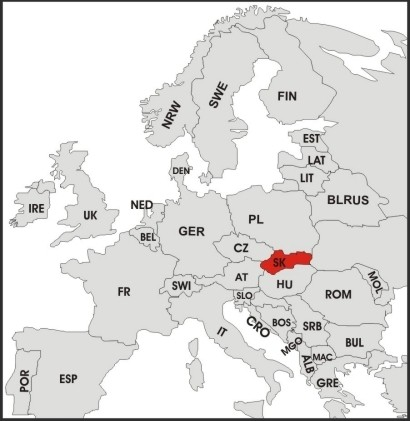 FIN
SWE
NRW
EST
LAT
LIT
DEN
BLRUS
IRE
UK
NED
PL
GER
BEL
CZ
SK
AT
HU
FR
SWI
SLO
ROM
MOL
CRO
BOS
SRB
IT
BUL
MGO
MAC
ALB
ESP
POR
GRE